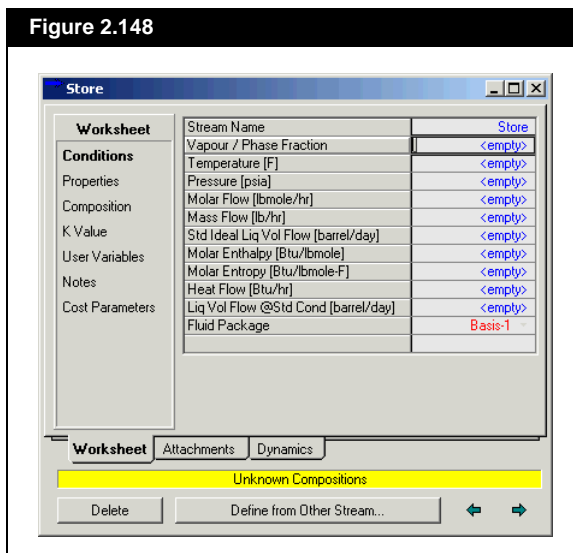 Figure 2.148
Store
Worksheet
Conditions
Properties
Composition
K Value
User Variables
Notes
Cost Parameters
Stream Name Store
Vapour / Phase Fraction <empty>
Temperature [F] <empty>
Pressure [psia] <empty>
Molar Flow [lbmole/hr] <empty>
Mass Flow [lb/hr] <empty>
Std Ideal Liq Vol Flow [barrel/day] <empty>
Molar Enthalpy [Btu/lbmole] <empty>
Molar Entropy [Btu/lbmole-F] <empty>
Heat Flow [Btu/hr] <empty>
Liq Vol Flow @Std Cond [barrel/day] <empty>
Fluid Package Basis-1
Worksheet Attachments Dynamics
Unknown Compositions
Delete Define from Other Stream...